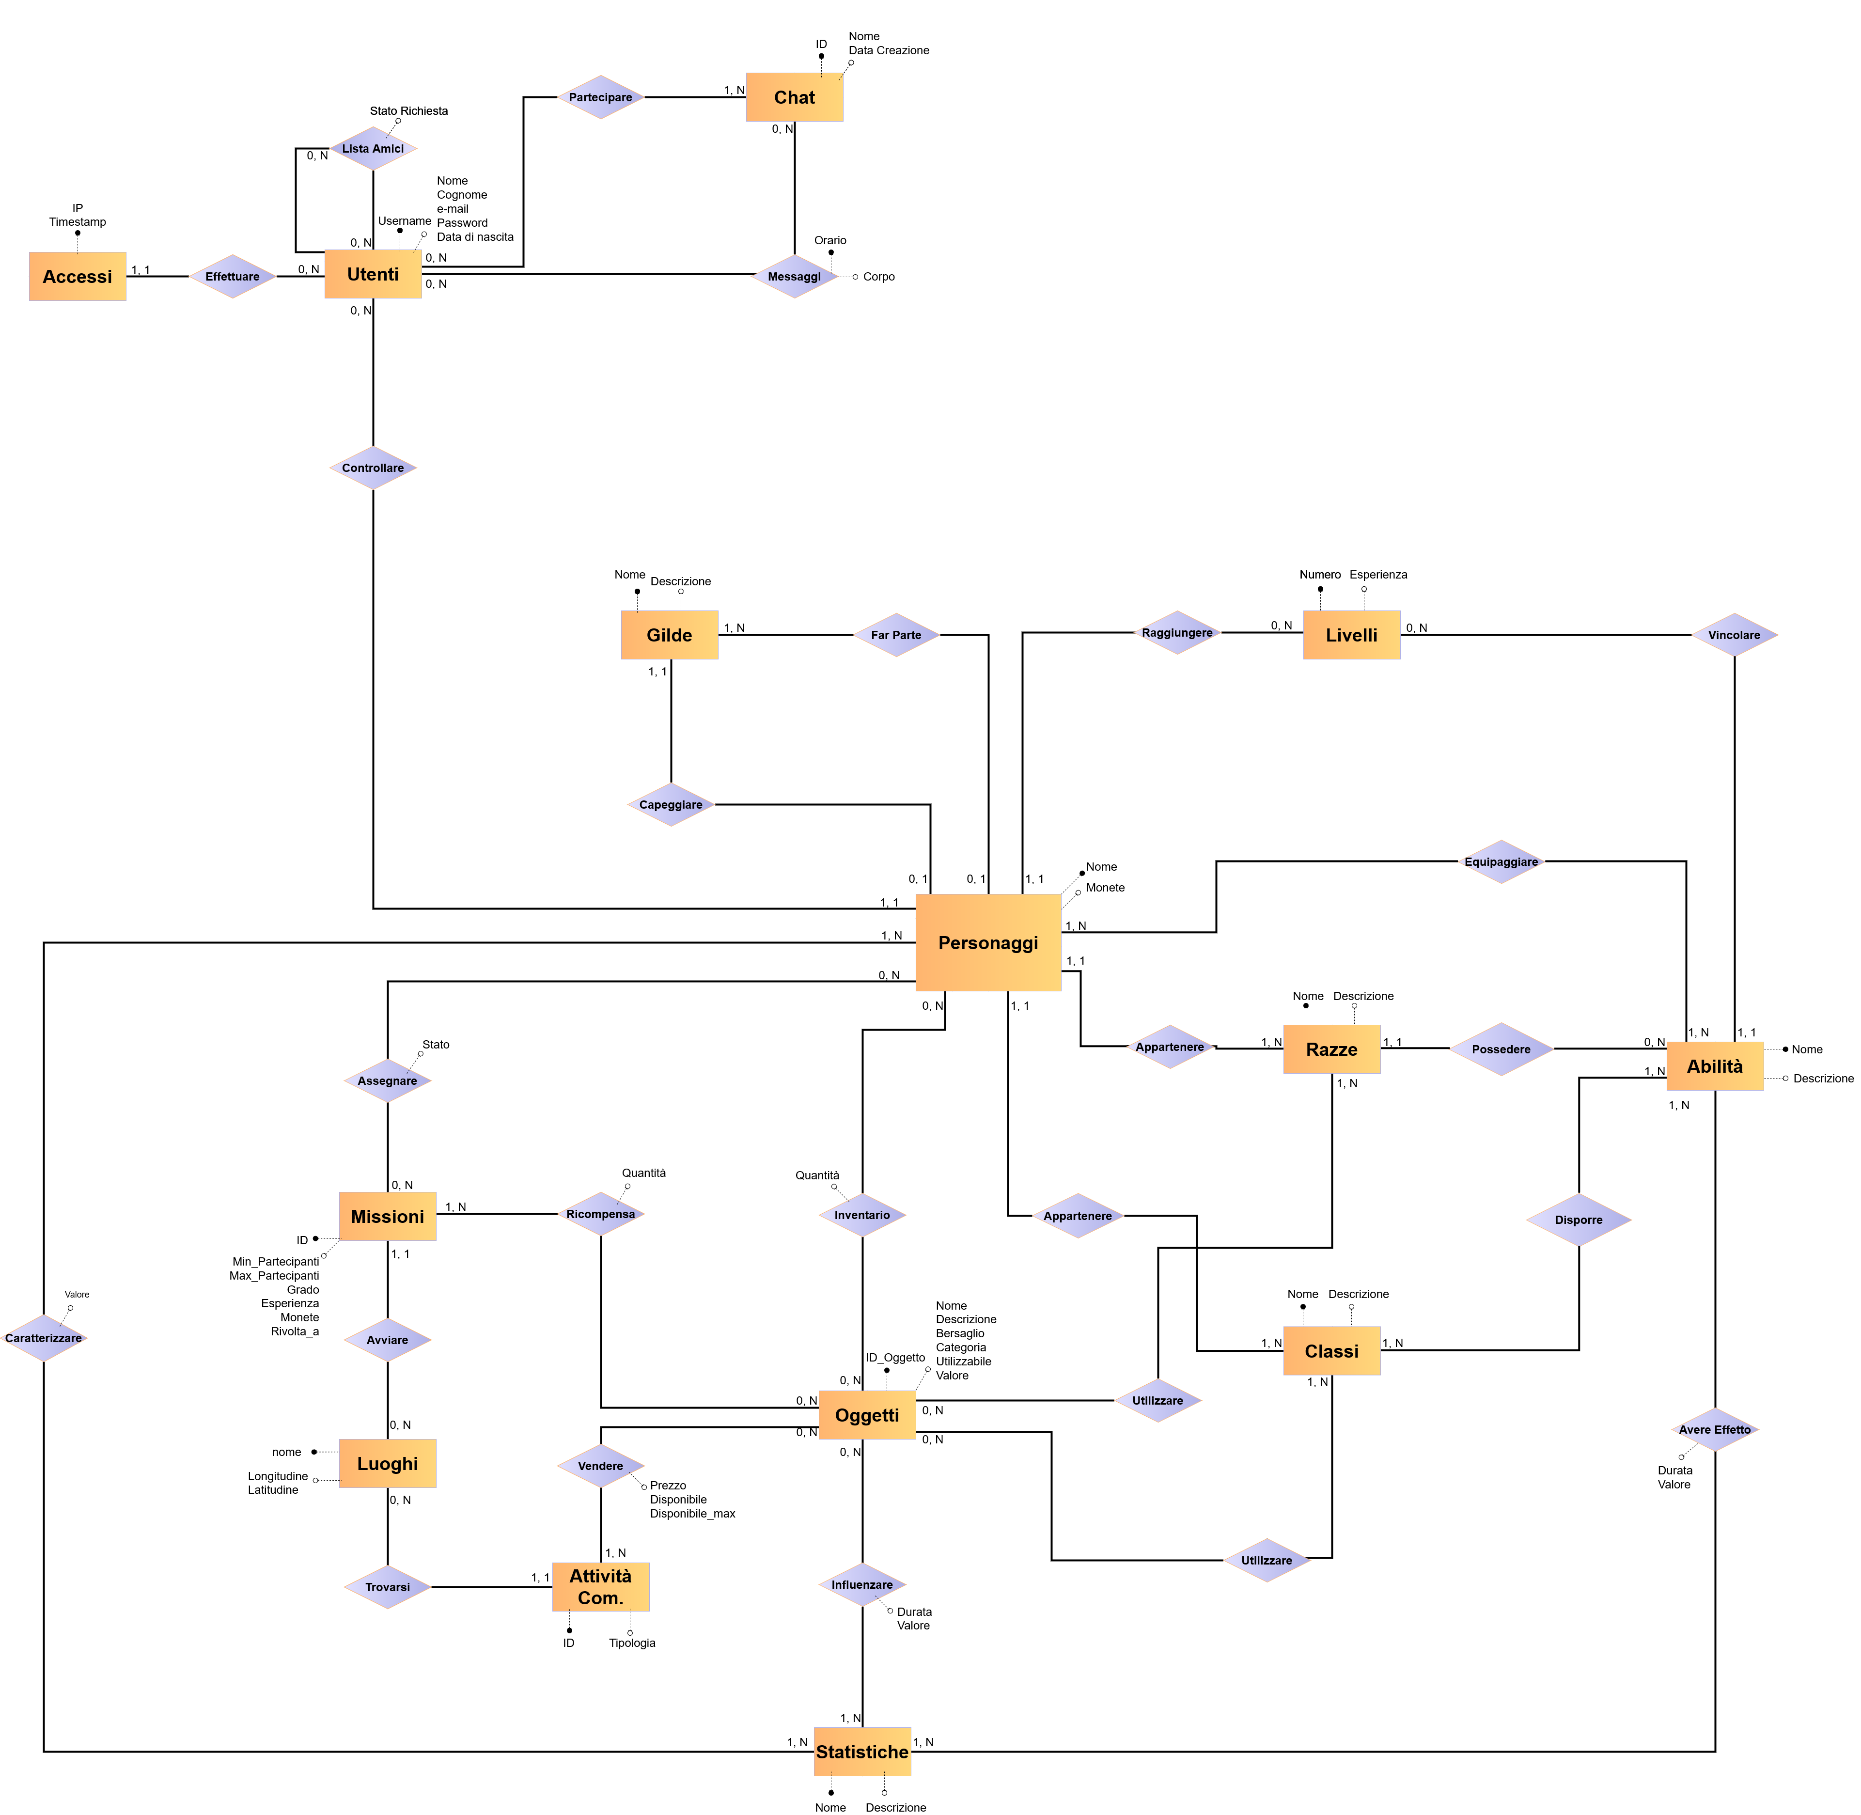 ID
Nome
Data Creazione
Partecipare
1, N
Chat
0, N
Stato Richiesta
Lista Amici
0, N
Nome
Cognome
e-mail
Password
Data di nascita
Username
IP
Timestamp
0, N
0, N
Orario
Accessi
1, 1
Effettuare
0, N
Utenti
0, N
Messaggi
Corpo
0, N
Controllare
Nome
Descrizione
Numero
Esperienza
Gilde
1, N
Far Parte
Raggiungere
0, N
Livelli
0, N
Vincolare
1, 1
Capeggiare
Equipaggiare
Nome
Monete
0, 1
0, 1
1, 1
1, 1
1, N
Personaggi
1, N
1, 1
0, N
0, N
1, 1
Nome
Descrizione
Stato
Appartenere
1, N
Razze
1, 1
Possedere
0, N
1, N
1, 1
Nome
Abilità
Descrizione
1, N
1, N
1, N
Assegnare
Quantità
Quantità
0, N
Missioni
1, N
Ricompensa
Inventario
Appartenere
Disporre
ID
1, 1
Min_Partecipanti
Max_Partecipanti
Grado
Esperienza
Monete
Rivolta_a
Valore
Caratterizzare
Avviare
Nome
Descrizione
Nome
Descrizione
Bersaglio
Categoria
Utilizzabile
Valore
ID_Oggetto
1, N
Classi
1, N
0, N
1, N
0, N
Oggetti
0, N
Utilizzare
0, N
0, N
0, N
0, N
Avere Effetto
Durata
Valore
nome
Luoghi
Longitudine
Latitudine
0, N
Vendere
Prezzo
Disponibile
Disponibile_max
1, N
Utilizzare
Trovarsi
1, 1
Attività
Com.
Influenzare
Durata
Valore
ID
Tipologia
1, N
1, N
Statistiche
1, N
Nome
Descrizione